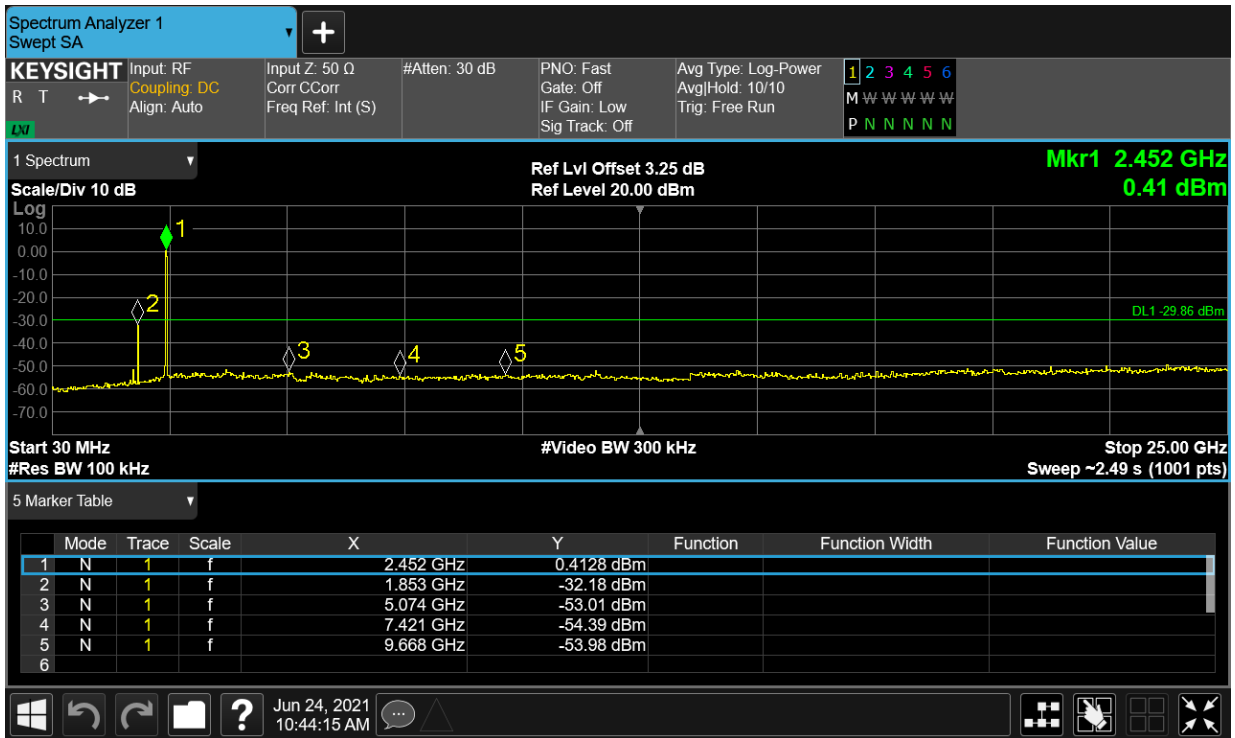 Spectrum Analyzer 1
Swept SA
KEYSIGHT
R T
LXI
Input: RF
Coupling: DC
Align: Auto
Input Z: 50 Ω
Corr CCorr
Freq Ref: Int (S)
#Atten: 30 dB
PNO: Fast
Gate: Off
IF Gain: Low
Sig Track: Off
Avg Type: Log-Power
Avg|Hold: 10/10
Trig: Free Run
1 2 3 4 5 6
M W W W W W
P N N N N N
1 Spectrum
Scale/Div 10 dB
Ref Lvl Offset 3.25 dB
Ref Level 20.00 dBm
Mkr1 2.452 GHz
0.41 dBm
Log
10.0
0.00
-10.0
-20.0
-30.0
-40.0
-50.0
-60.0
-70.0
1
2
3
4
5
DL1 -29.86 dBm
Start 30 MHz
#Video BW 300 kHz
Stop 25.00 GHz
#Res BW 100 kHz
Sweep ~2.49 s (1001 pts)
5 Marker Table
Mode Trace Scale X Y Function Function Width Function Value
1 N 1 f 2.452 GHz 0.4128 dBm
2 N 1 f 1.853 GHz -32.18 dBm
3 N 1 f 5.074 GHz -53.01 dBm
4 N 1 f 7.421 GHz -54.39 dBm
5 N 1 f 9.668 GHz -53.98 dBm
6
?
Jun 24, 2021
10:44:15 AM